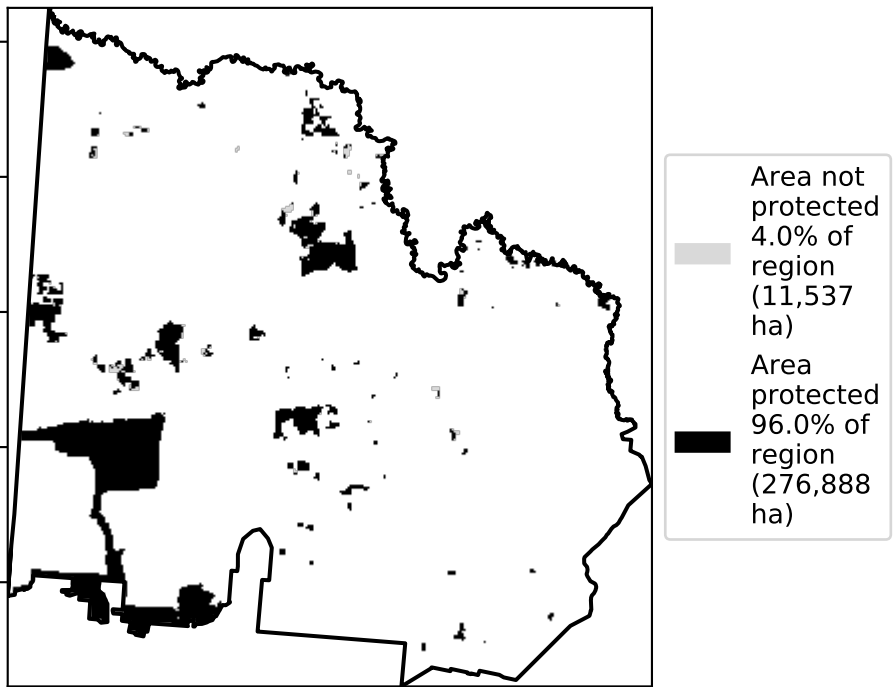 Area not
protected
4.0% of
region
(11,537
ha)
Area
protected
96.0% of
region
(276,888
ha)